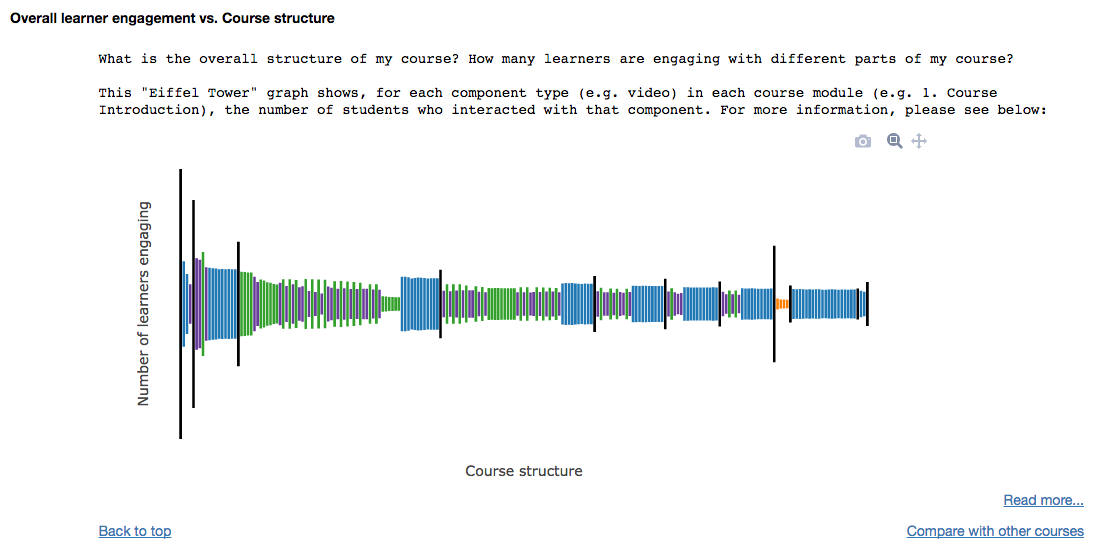 Overall learner engagement vs. Course structure
What is the overall structure of my course? How many learners are engaging with different parts of my course?
This "Eiffel Tower" graph shows, for each component type (e.g. video) in each course module (e.g. 1. Course
Introduction), the number of students who interacted with that component. For more information, please see below:
Number of learners engaging
Course structure
Read more...
Back to top
Compare with other courses